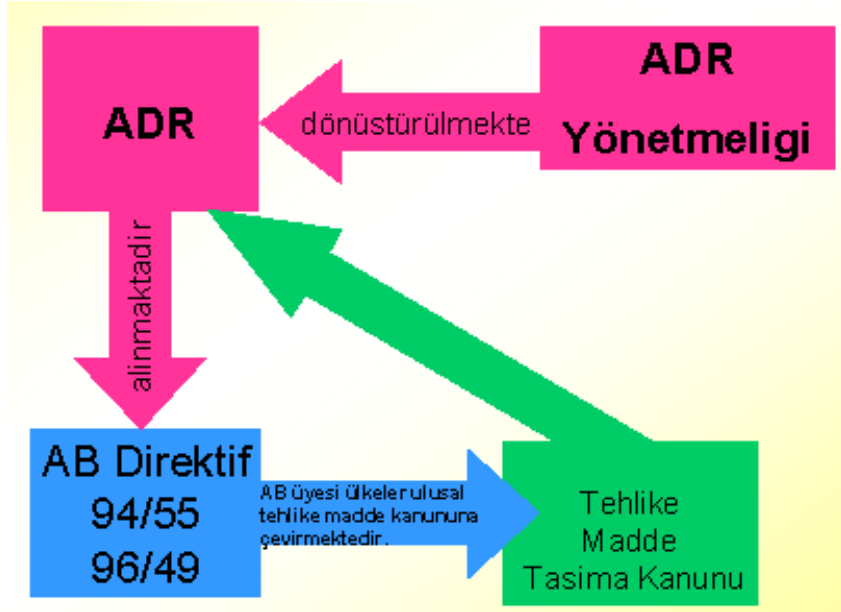 ADR
dönüstürülmekte
ADR
Yönetmeligi
alinmaktadir
AB Direktif
94/55
96/49
AB üyesi ülkeler ulusal
tehlike madde kanununa
çevirmektedir.
Tehlike
Madde
Tasima Kanunu